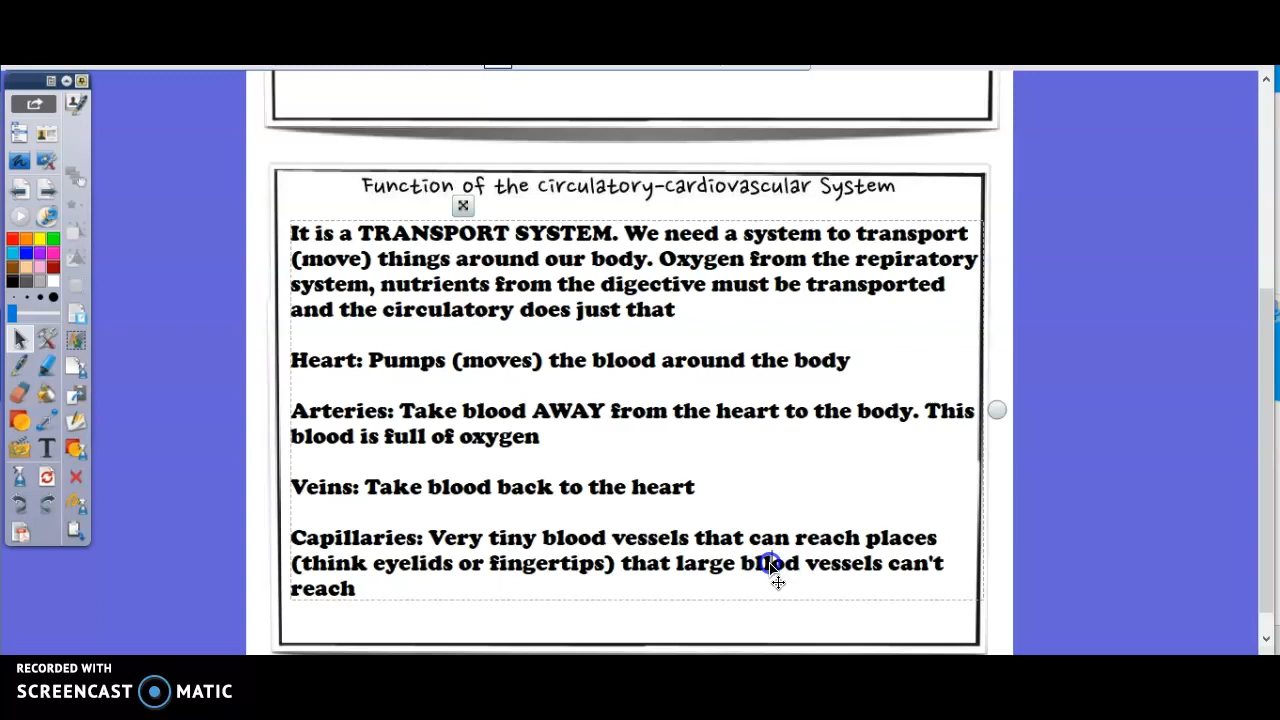 Function of the circulatory-cardiovascular System
It is a TRANSPORT SYSTEM. We need a system to transport
(move) things around our body. Oxygen from the repiratory
system, nutrients from the digective must be transported
and the circulatory does just that
Heart: Pumps (moves) the blood around the body
Arteries: Take blood AWAY from the heart to the body. This
blood is full of oxygen
Veins: Take blood back to the heart
Capillaries: Very tiny blood vessels that can reach places
(think eyelids or fingertips) that large blood vessels can't
reach
RECORDED WITH
SCREENCAST MATIC